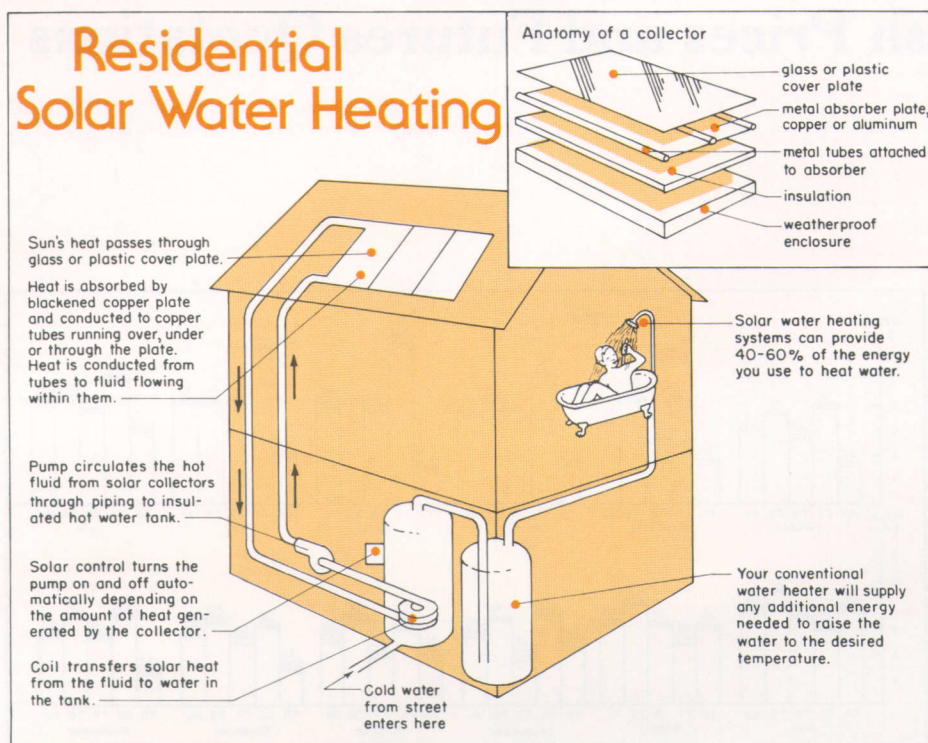 Residential
Solar Water Heating
Anatomy of a collector
glass or plastic
cover plate
metal absorber plate,
copper or aluminum
metal tubes attached
to absorber
insulation
weatherproof
enclosure
Sun's heat passes through
glass or plastic cover plate.
Heat is absorbed by
blackened copper plate
and conducted to copper
tubes running over, under
or through the plate.
Heat is conducted from
tubes to fluid flowing
within them.
Pump circulates the hot
fluid from solar collectors
through piping to insul-
ated hot water tank.
Solar control turns the
pump on and off auto-
matically depending on
the amount of heat gen-
erated by the collector.
Coil transfers solar heat
from the fluid to water in
the tank.
Cold water
from street
enters here
Solar water heating
systems can provide
40-60% of the energy
you use to heat water.
Your conventional
water heater will supply
any additional energy
needed to raise the
water to the desired
temperature.